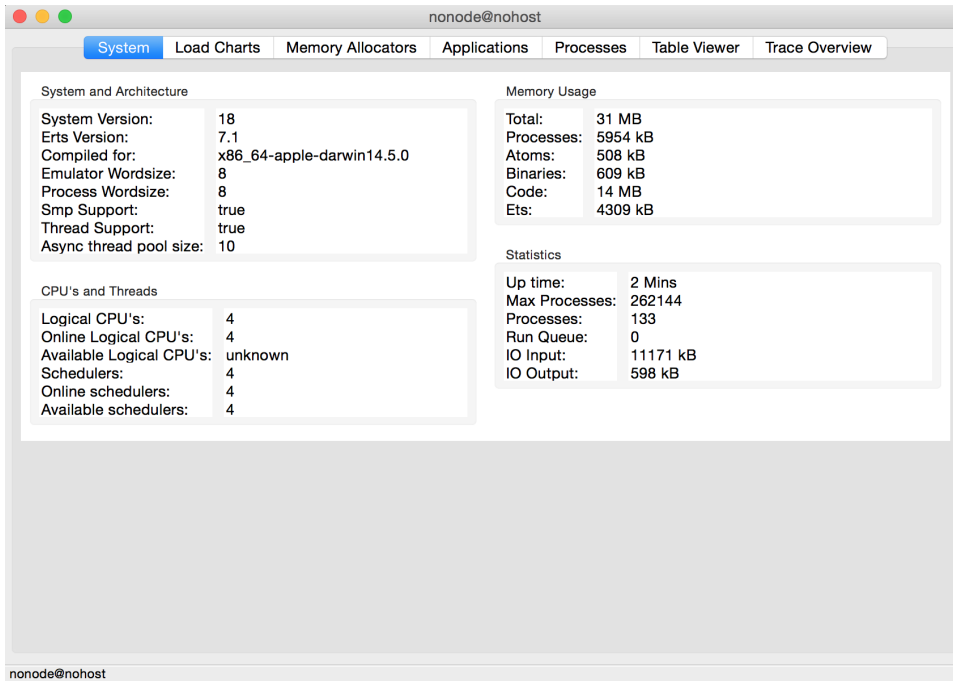 nonode@nohost
System Load Charts Memory Allocators Applications Processes Table Viewer Trace Overview
System and Architecture
System Version: 18
Erts Version: 7.1
Compiled for: x86_64-apple-darwin14.5.0
Emulator Wordsize: 8
Process Wordsize: 8
Smp Support: true
Thread Support: true
Async thread pool size: 10
CPU's and Threads
Logical CPU's: 4
Online Logical CPU's: 4
Available Logical CPU's: unknown
Schedulers: 4
Online schedulers: 4
Available schedulers: 4
Memory Usage
Total: 31 MB
Processes: 5954 kB
Atoms: 508 kB
Binaries: 609 kB
Code: 14 MB
Ets: 4309 kB
Statistics
Up time: 2 Mins
Max Processes: 262144
Processes: 133
Run Queue: 0
IO Input: 11171 kB
IO Output: 598 kB
nonode@nohost